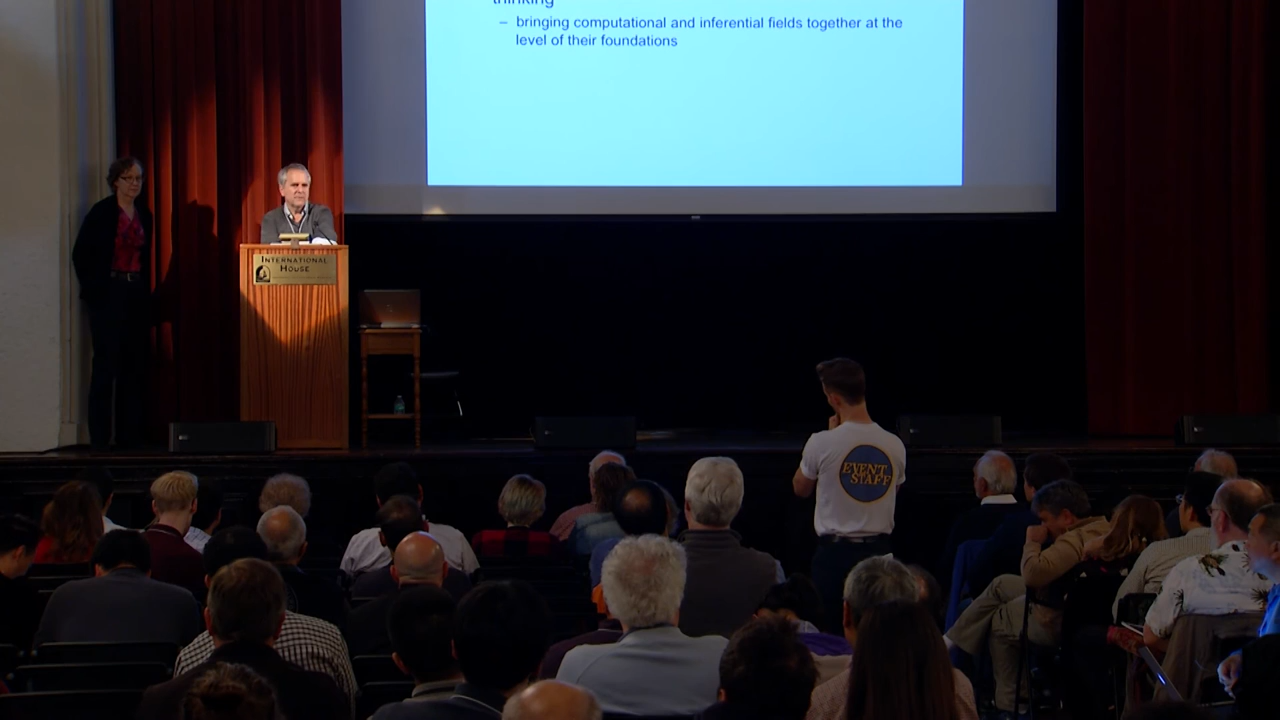 thinking
– bringing computational and inferential fields together at the
level of their foundations
INTERNATIONAL
HOUSE
EVENT
STAFF